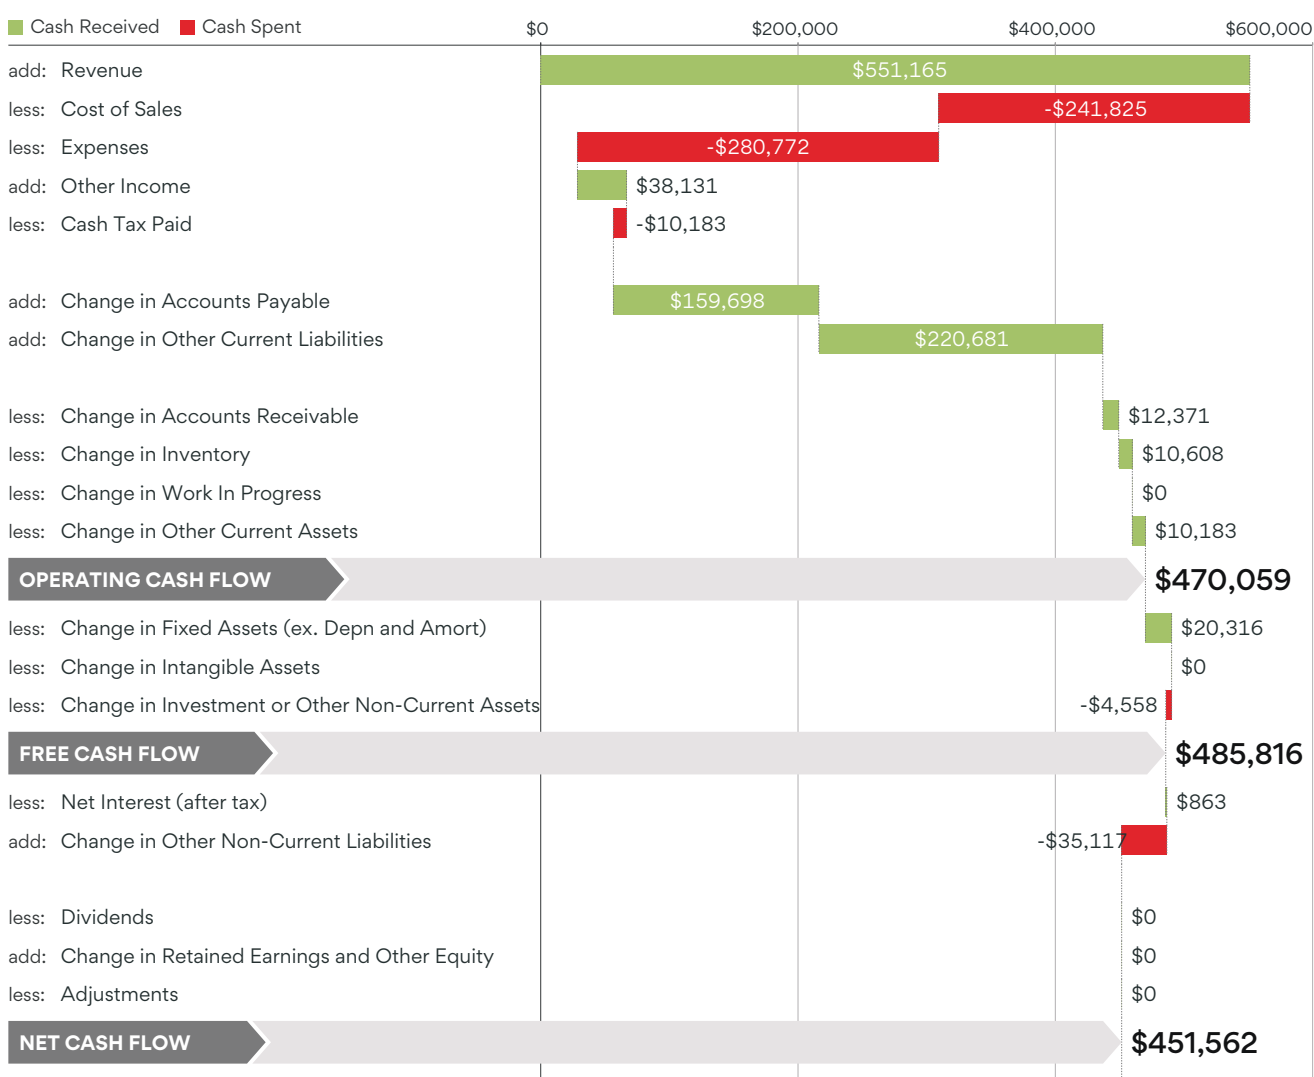 Cash Received Cash Spent $0 $200,000 $400,000 $600,000
add: Revenue $551,165
less: Cost of Sales -$241,825
less: Expenses -$280,772
add: Other Income $38,131
less: Cash Tax Paid -$10,183
add: Change in Accounts Payable $159,698
add: Change in Other Current Liabilities $220,681
less: Change in Accounts Receivable $12,371
less: Change in Inventory $10,608
less: Change in Work In Progress $0
less: Change in Other Current Assets $10,183
OPERATING CASH FLOW $470,059
less: Change in Fixed Assets (ex. Depn and Amort) $20,316
less: Change in Intangible Assets $0
less: Change in Investment or Other Non-Current Assets -$4,558
FREE CASH FLOW $485,816
less: Net Interest (after tax) $863
add: Change in Other Non-Current Liabilities -$35,117
less: Dividends $0
add: Change in Retained Earnings and Other Equity $0
less: Adjustments $0
NET CASH FLOW $451,562